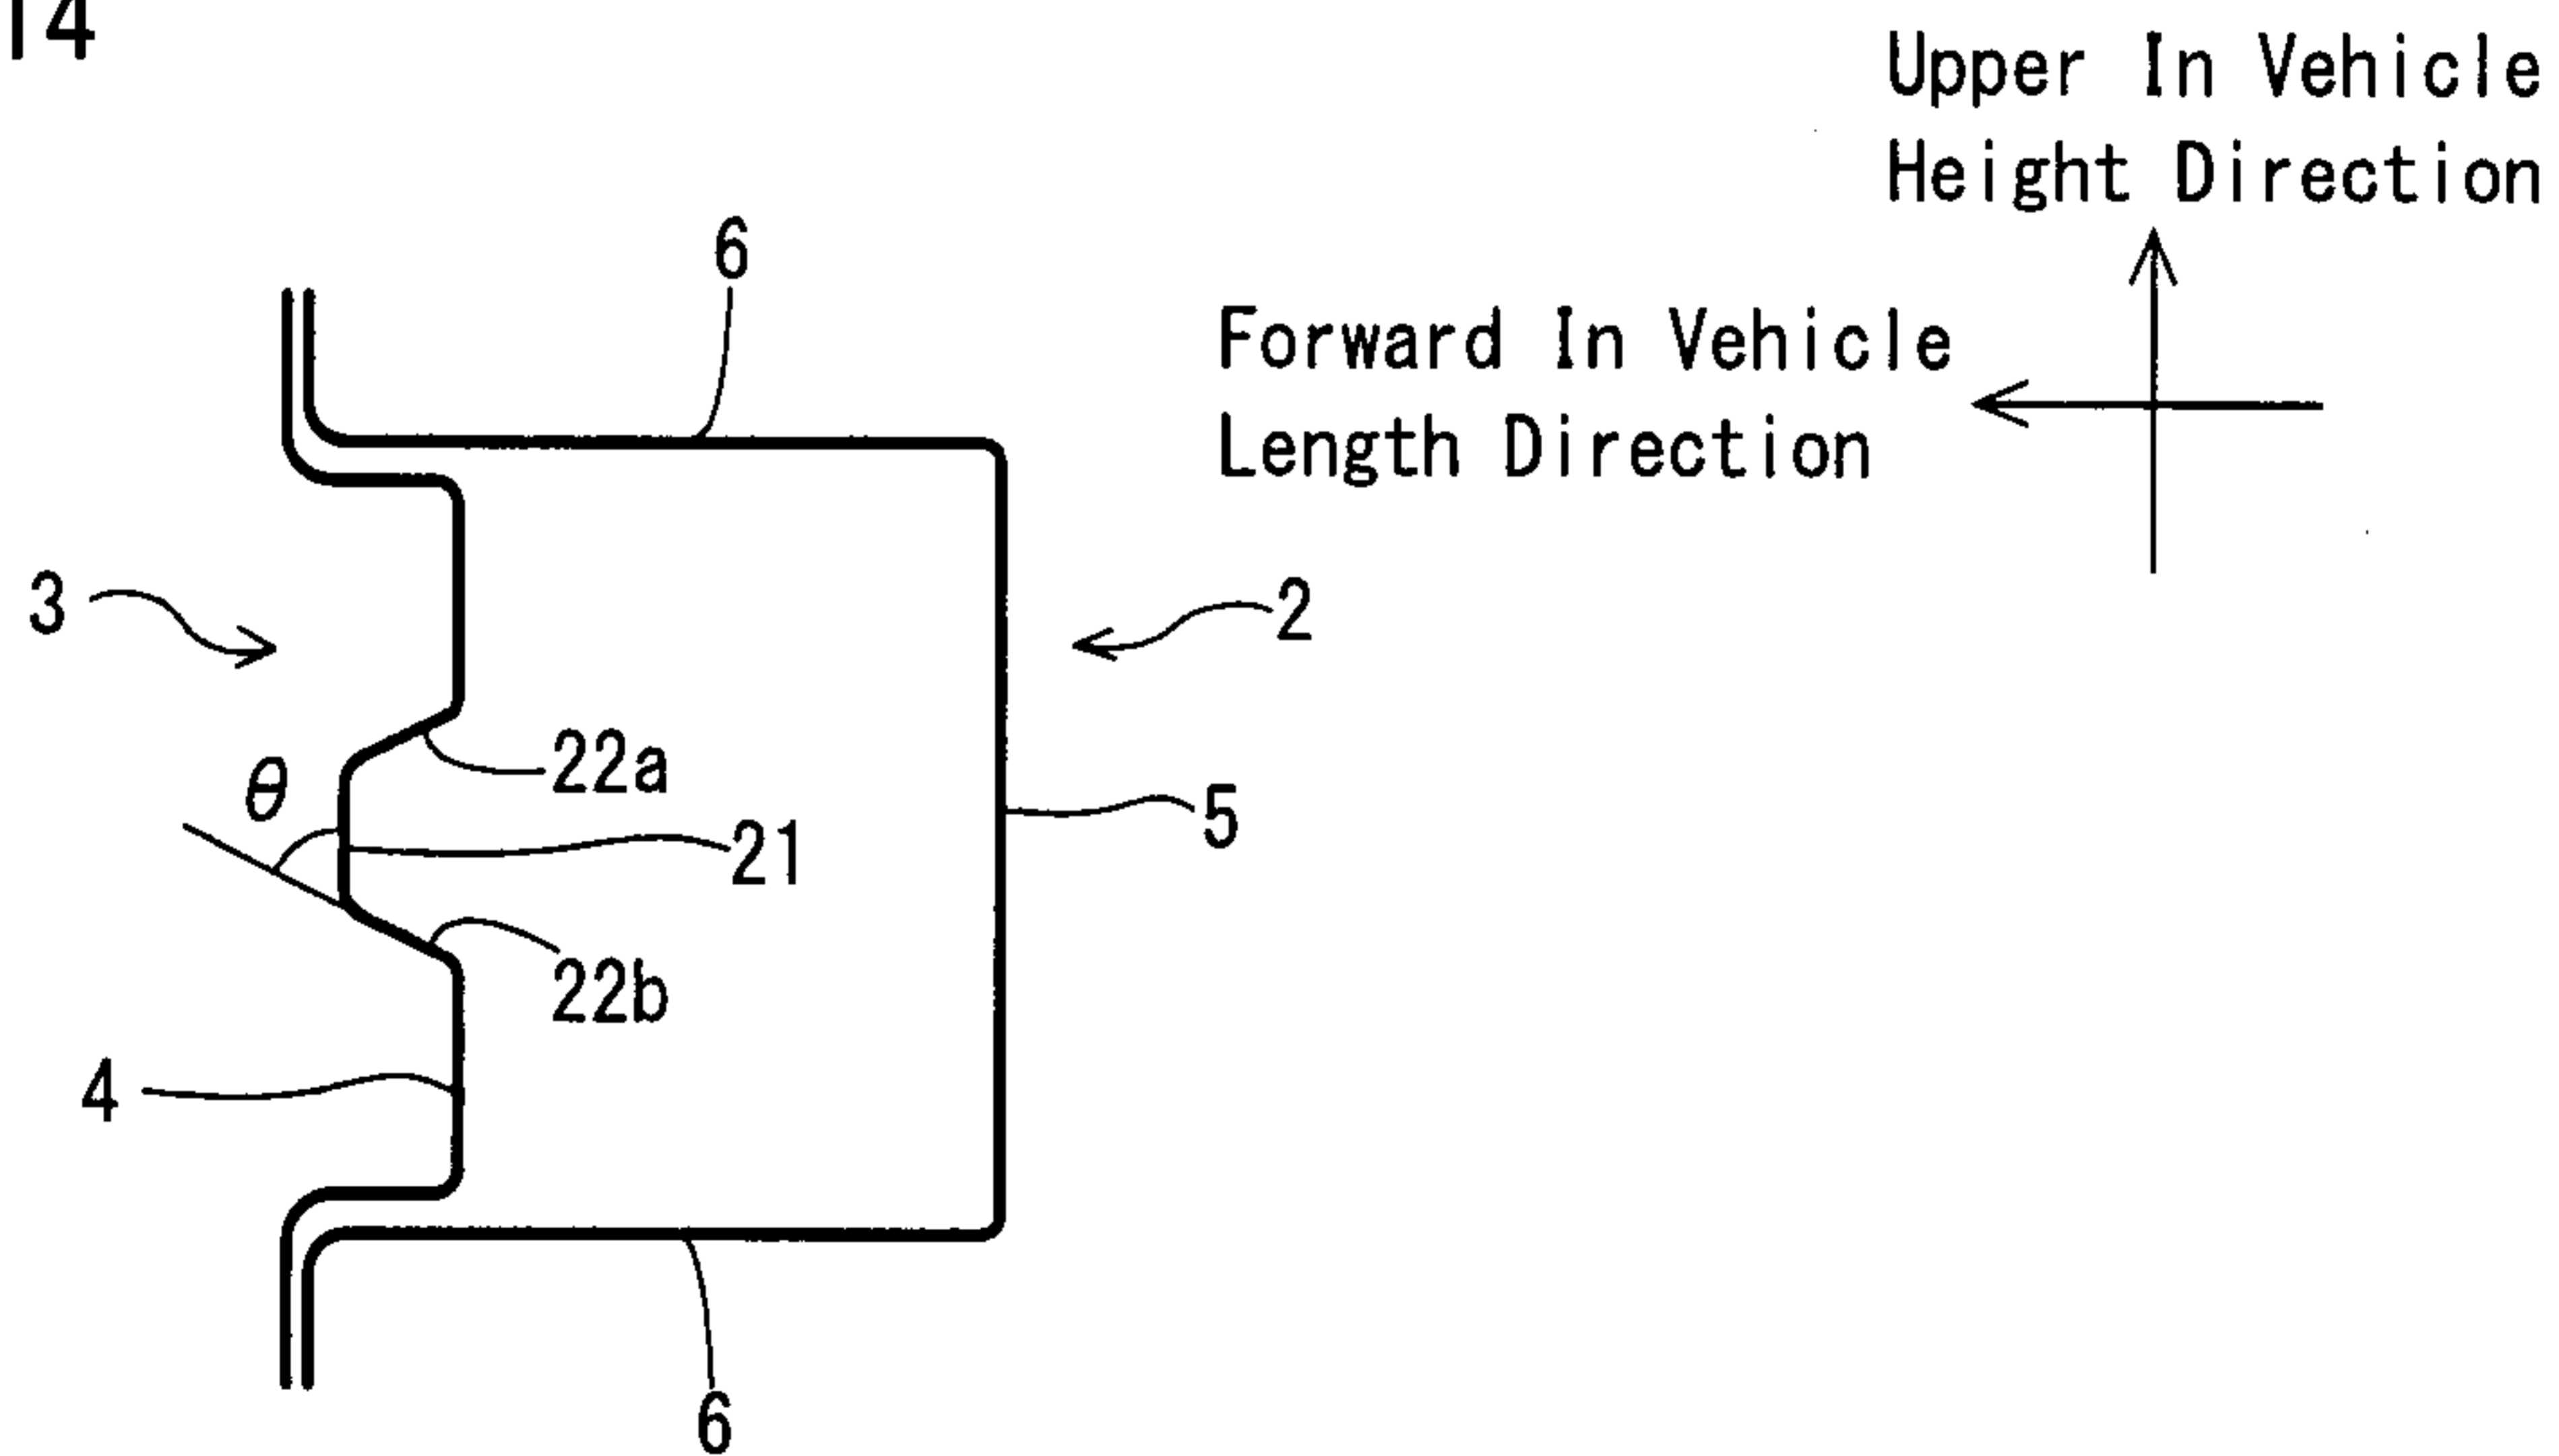 14
Upper In Vehicle
Height Direction
6
Forward In Vehicle
Length Direction
3
2
22a
θ
21
5
22b
4
6